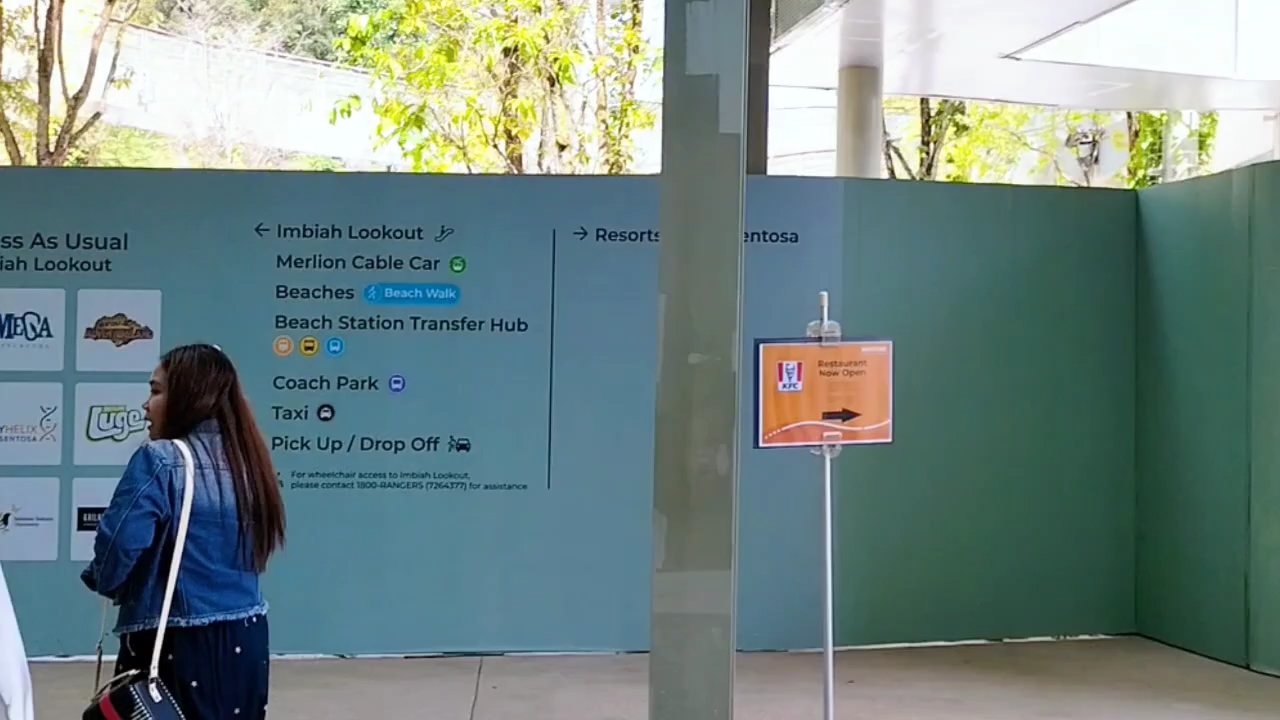 ss As Usual
iah Lookout
MESA
HYHELIX
SENTOSA
Luge
← Imbiah Lookout
Merlion Cable Car
Beaches Beach Walk
Beach Station Transfer Hub
Coach Park
Taxi
Pick Up / Drop Off
For wheelchair access to Imbiah Lookout,
please contact 1800-RANGERS (7264377) for assistance
→ Resorts entosa
Restaurant
Now Open
KFC